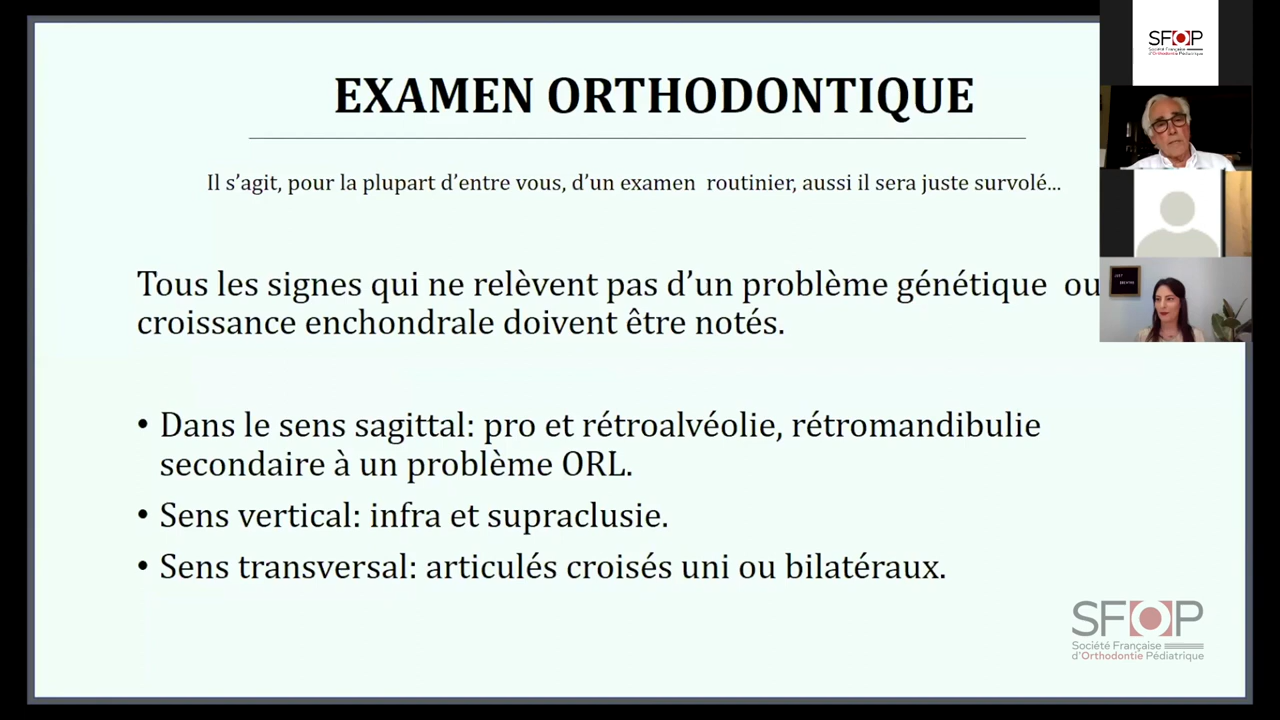 EXAMEN ORTHODONTIQUE
Il s’agit, pour la plupart d’entre vous, d’un examen  routinier, aussi il sera juste survolé...
Tous les signes qui ne relèvent pas d’un problème génétique  ou
croissance enchondrale doivent être notés.
• Dans le sens sagittal: pro et rétroalvéolie, rétromandibulie
secondaire à un problème ORL.
• Sens vertical: infra et supraclusie.
• Sens transversal: articulés croisés uni ou bilatéraux.
SFOP
Société Française
d'Orthodontie Pédiatrique
SFOP
Société Française
d'Orthodontie Pédiatrique